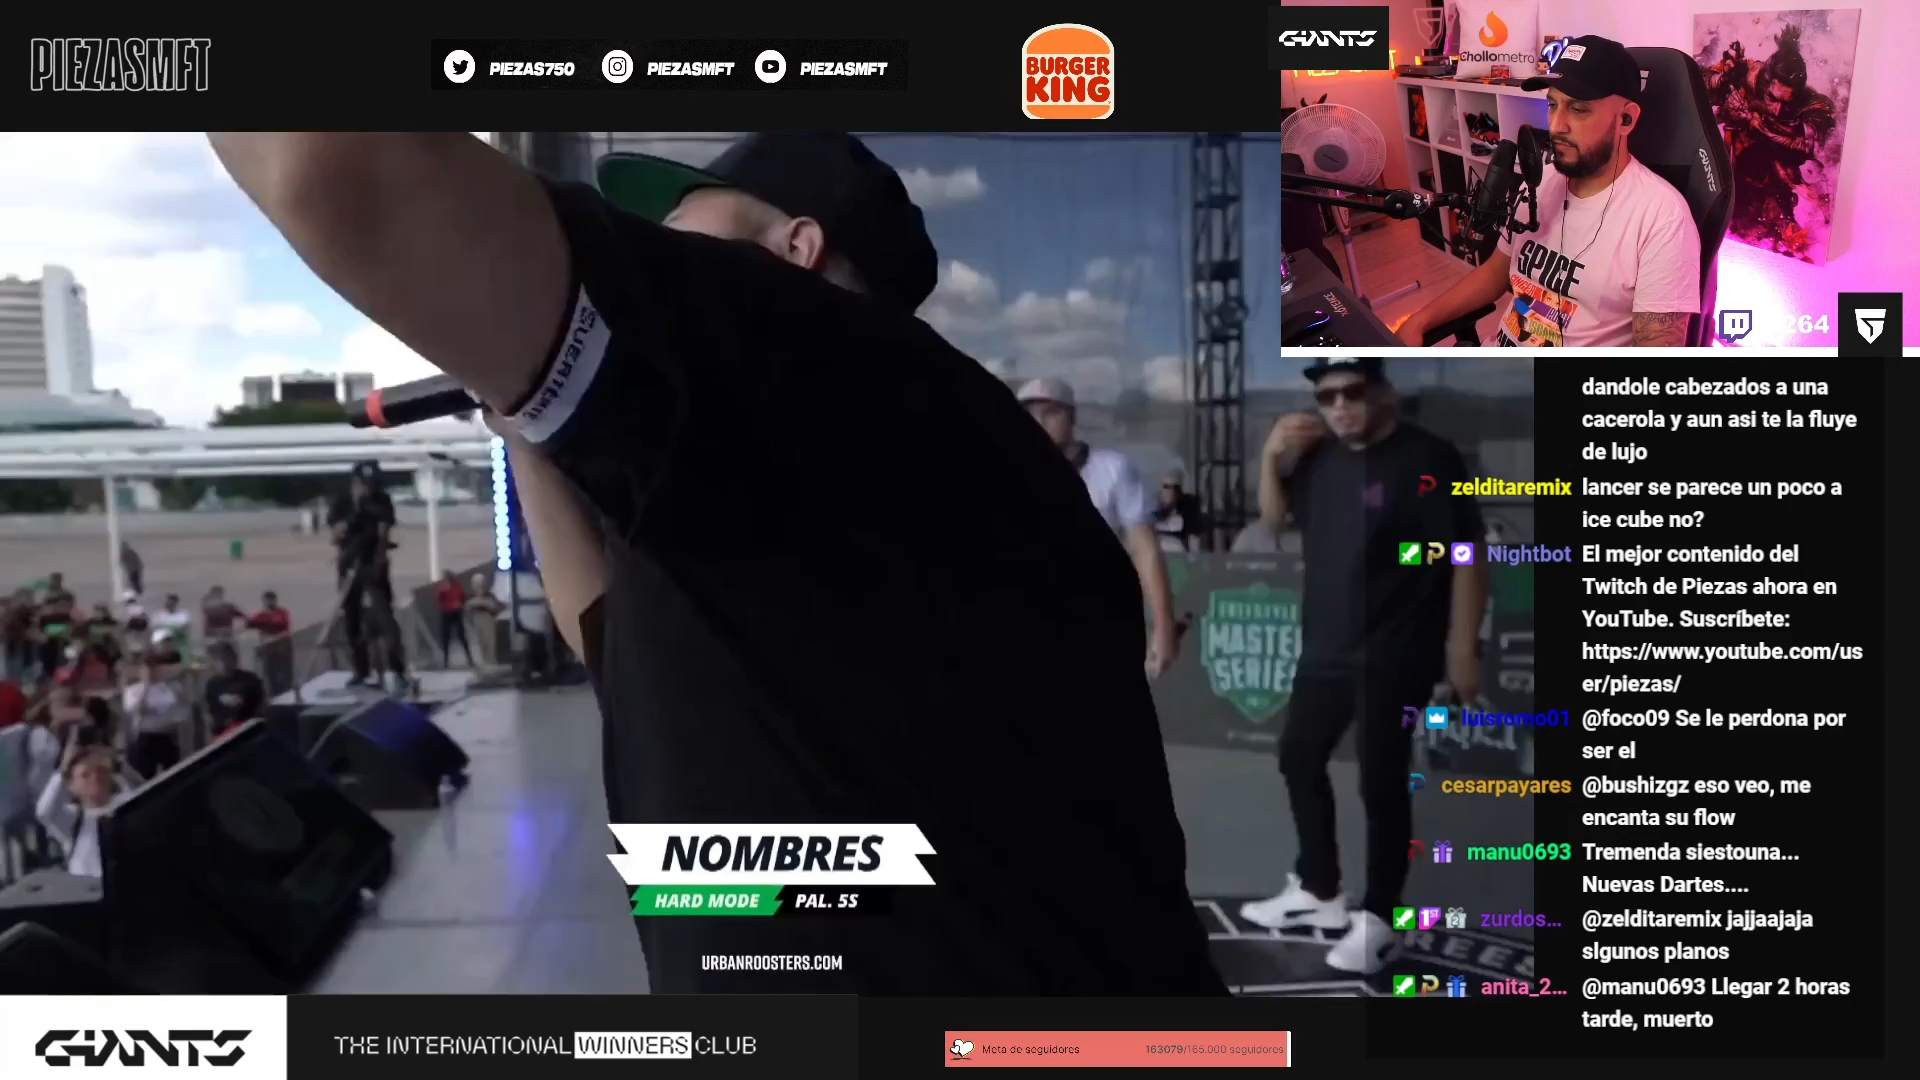 PIEZASMFT
PIEZAS750
PIEZASMFT
PIEZASMFT
BURGER
KING
GIANTS
Chollometro
SPICE
264
dandole cabezados a una
cacerola y aun asi te la fluye
de lujo
zelditaremix lancer se parece un poco a
ice cube no?
Nightbot El mejor contenido del
Twitch de Piezas ahora en
YouTube. Suscríbete:
https://www.youtube.com/us
er/piezas/
luisromo01 @foco09 Se le perdona por
ser el
cesarpayares @bushizgz eso veo, me
encanta su flow
manu0693 Tremenda siestouna...
Nuevas Dartes....
zurdos... @zelditaremix jajjaajaja
slgunos planos
anita_2... @manu0693 Llegar 2 horas
tarde, muerto
MASTER
SERIES
NOMBRES
HARD MODE PAL. 5S
URBANROOSTERS.COM
GIANTS
THE INTERNATIONAL WINNERS CLUB
Meta de seguidores 163079/165.000 seguidores